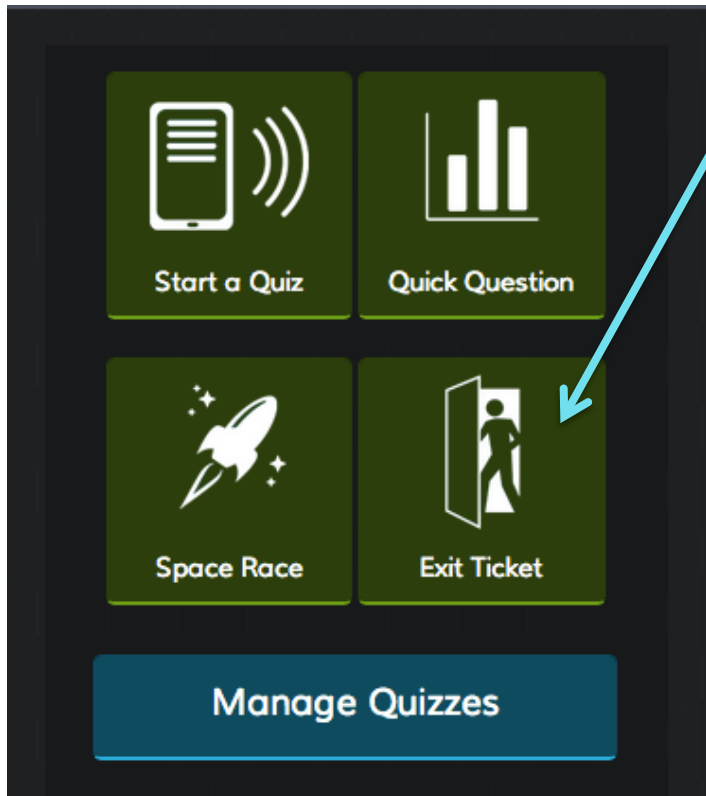 Start a Quiz
Quick Question
Space Race
Exit Ticket
Manage Quizzes